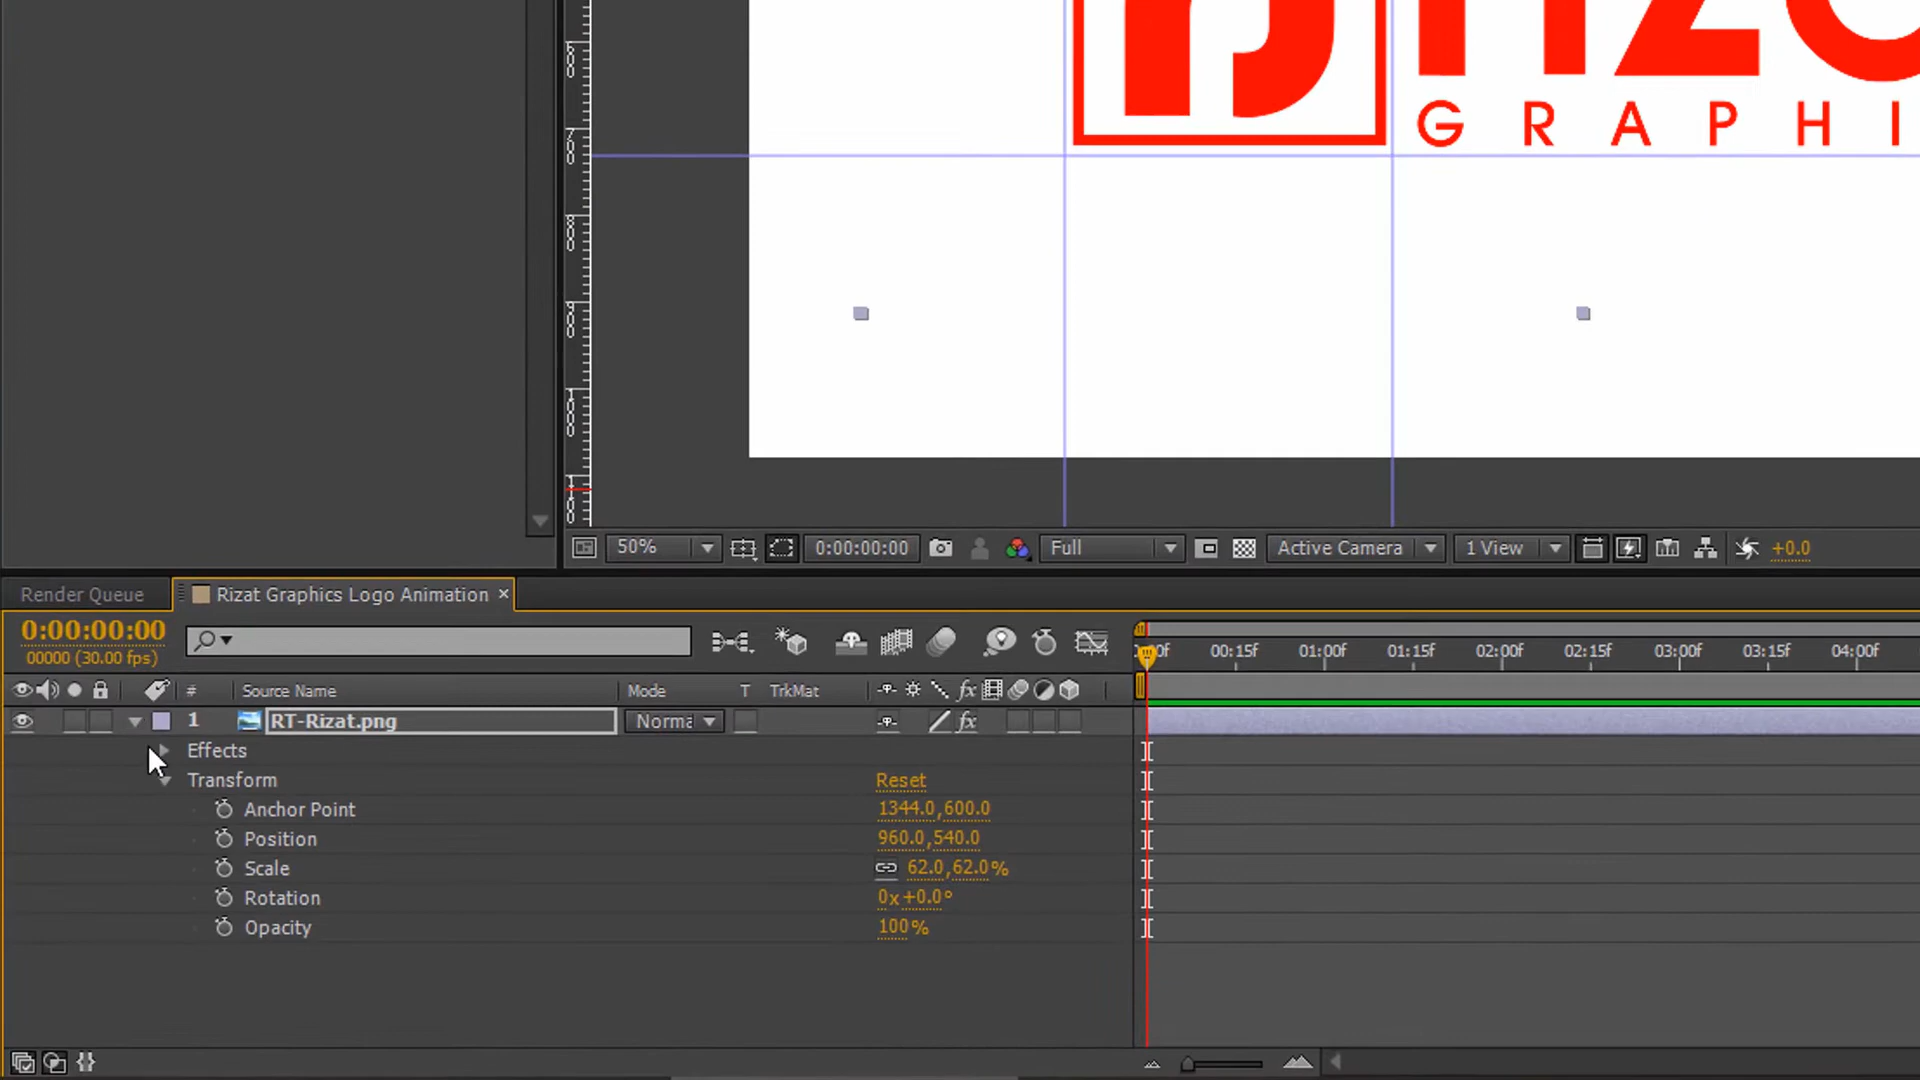 GRAPHI
50%
0:00:00:00
Full
Active Camera
1 View
+0.0
Render Queue
Rizat Graphics Logo Animation ×
0:00:00:00
00000 (30.00 fps)
00f 00:15f 01:00f 01:15f 02:00f 02:15f 03:00f 03:15f 04:00f
# Source Name Mode T TrkMat fx
1 RT-Rizat.png Norma fx
Effects
Transform Reset
Anchor Point 1344.0,600.0
Position 960.0,540.0
Scale 62.0,62.0%
Rotation 0x+0.0°
Opacity 100%